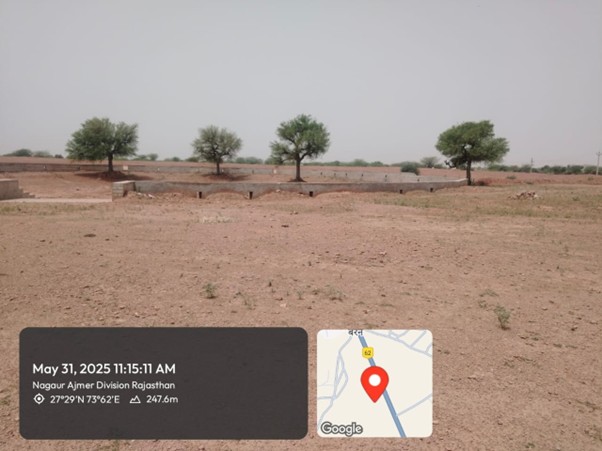 May 31, 2025 11:15:11 AM
Nagaur Ajmer Division Rajasthan
27°29'N 73°62'E 247.6m
62
Google